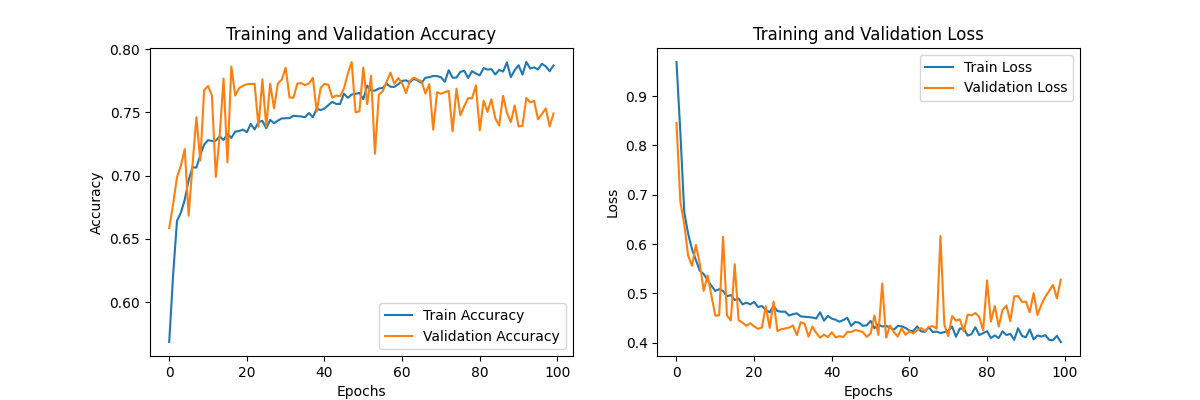 Training and Validation Accuracy
0.80
0.75
0.70
0.65
0.60
Accuracy
0
20
40
60
80
100
Epochs
Train Accuracy
Validation Accuracy
Training and Validation Loss
0.9
0.8
0.7
0.6
0.5
0.4
Loss
0
20
40
60
80
100
Epochs
Train Loss
Validation Loss